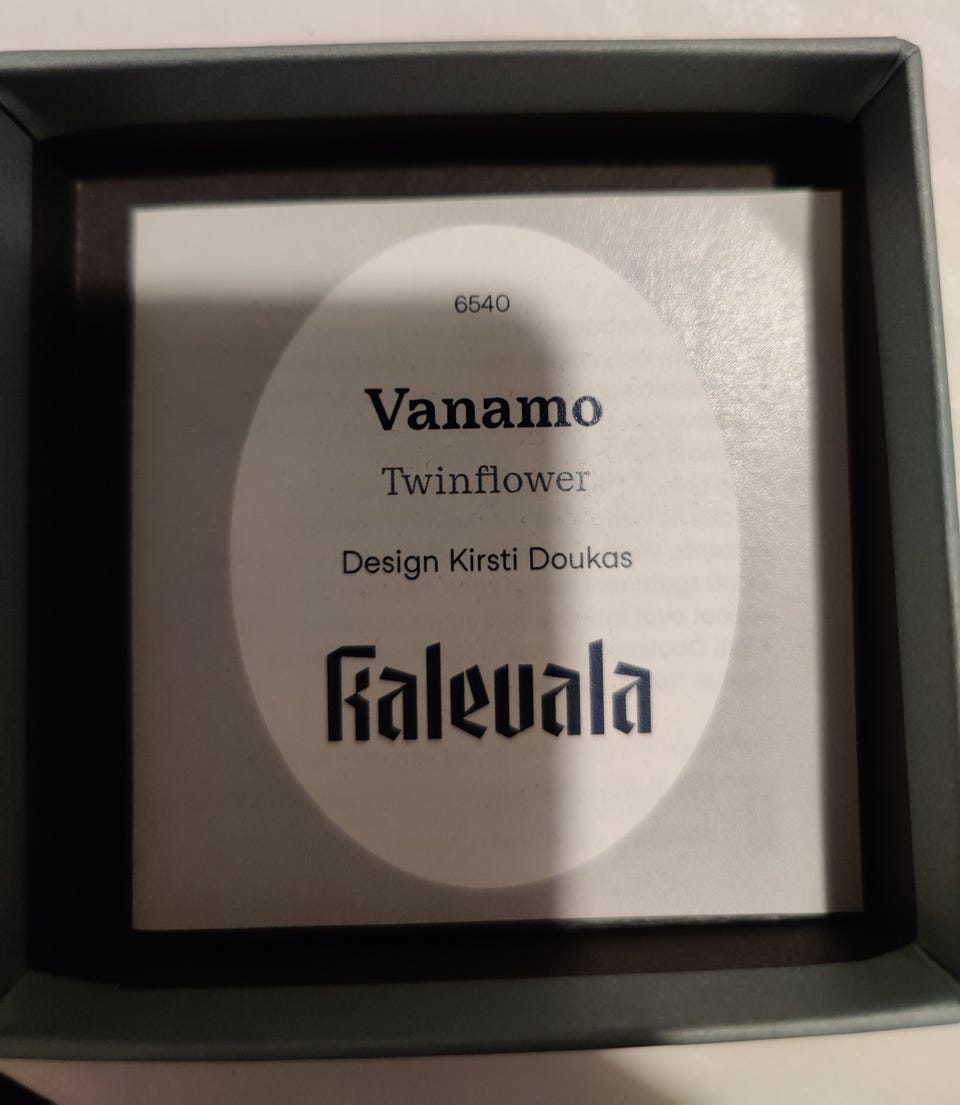 6540
Vanamo
Twinflower
Design Kirsti Doukas
Kalevala